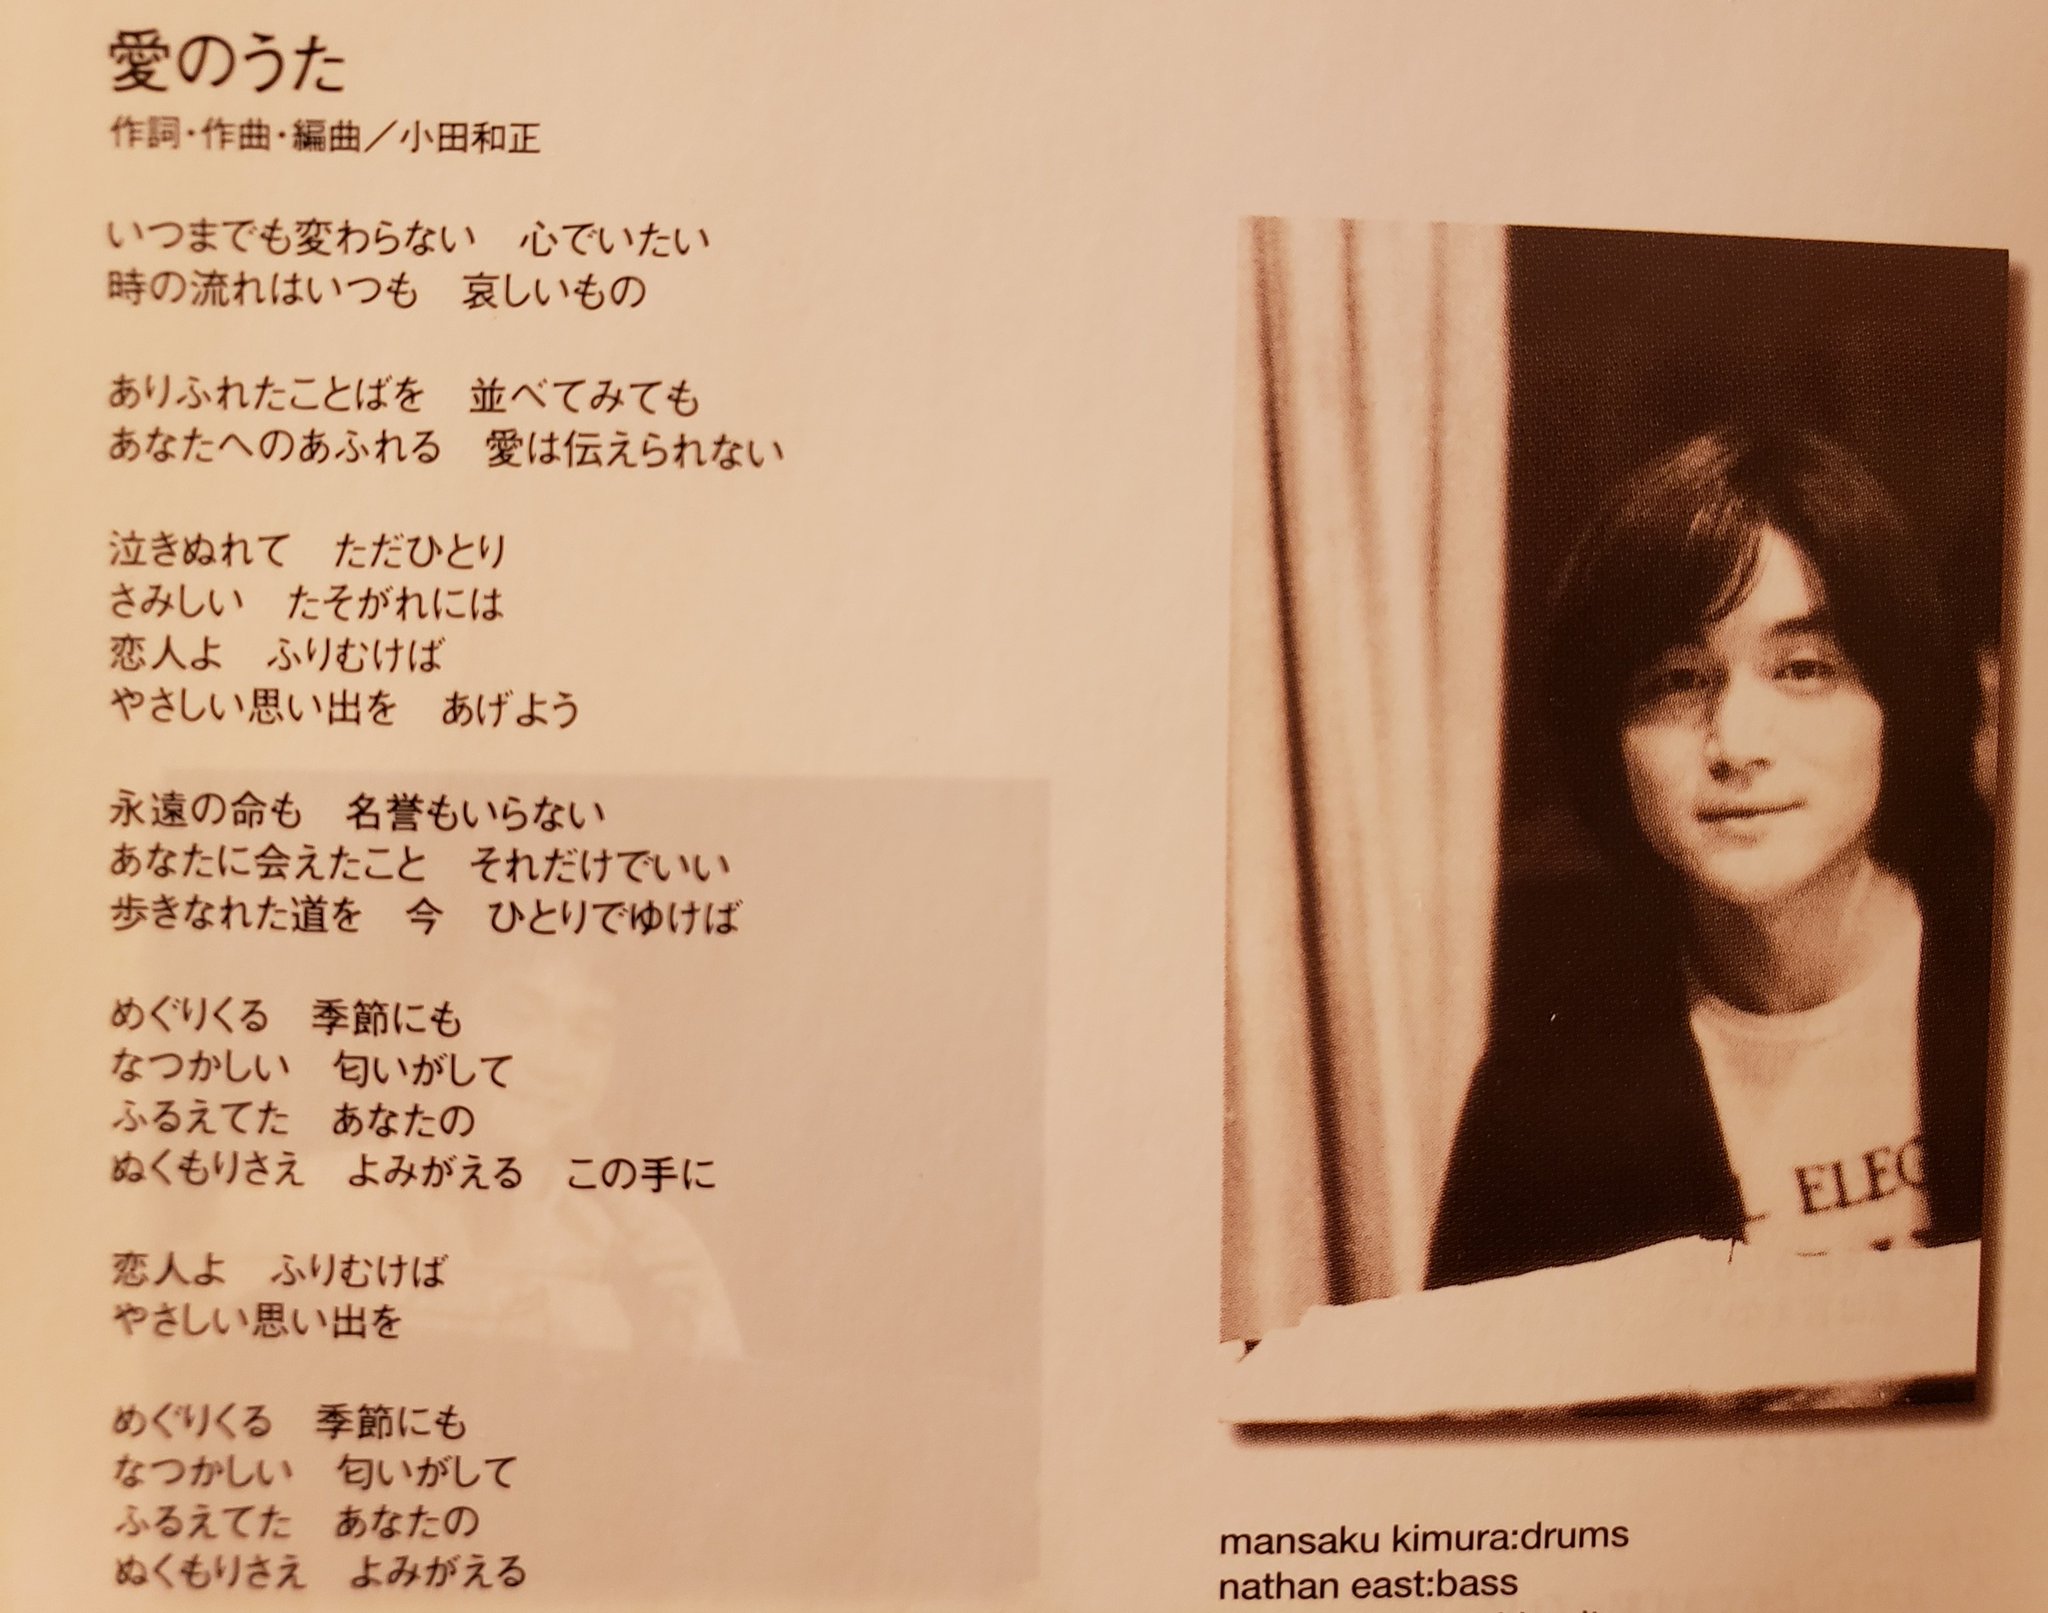 愛のうた
作詞・作曲・編曲／小田和正
いつまでも変わらない　心でいたい
時の流れはいつも　哀しいもの
ありふれたことばを　並べてみても
あなたへのあふれる　愛は伝えられない
泣きぬれて　ただひとり
さみしい　たそがれには
恋人よ　ふりむけば
やさしい思い出を　あげよう
永遠の命も　名誉もいらない
あなたに会えたこと　それだけでいい
歩きなれた道を　今　ひとりでゆけば
めぐりくる　季節にも
なつかしい　匂いがして
ふるえてた　あなたの
ぬくもりさえ　よみがえる　この手に
恋人よ　ふりむけば
やさしい思い出を
めぐりくる　季節にも
なつかしい　匂いがして
ふるえてた　あなたの
ぬくもりさえ　よみがえる
L ELEG
mansaku kimura:drums
nathan east:bass